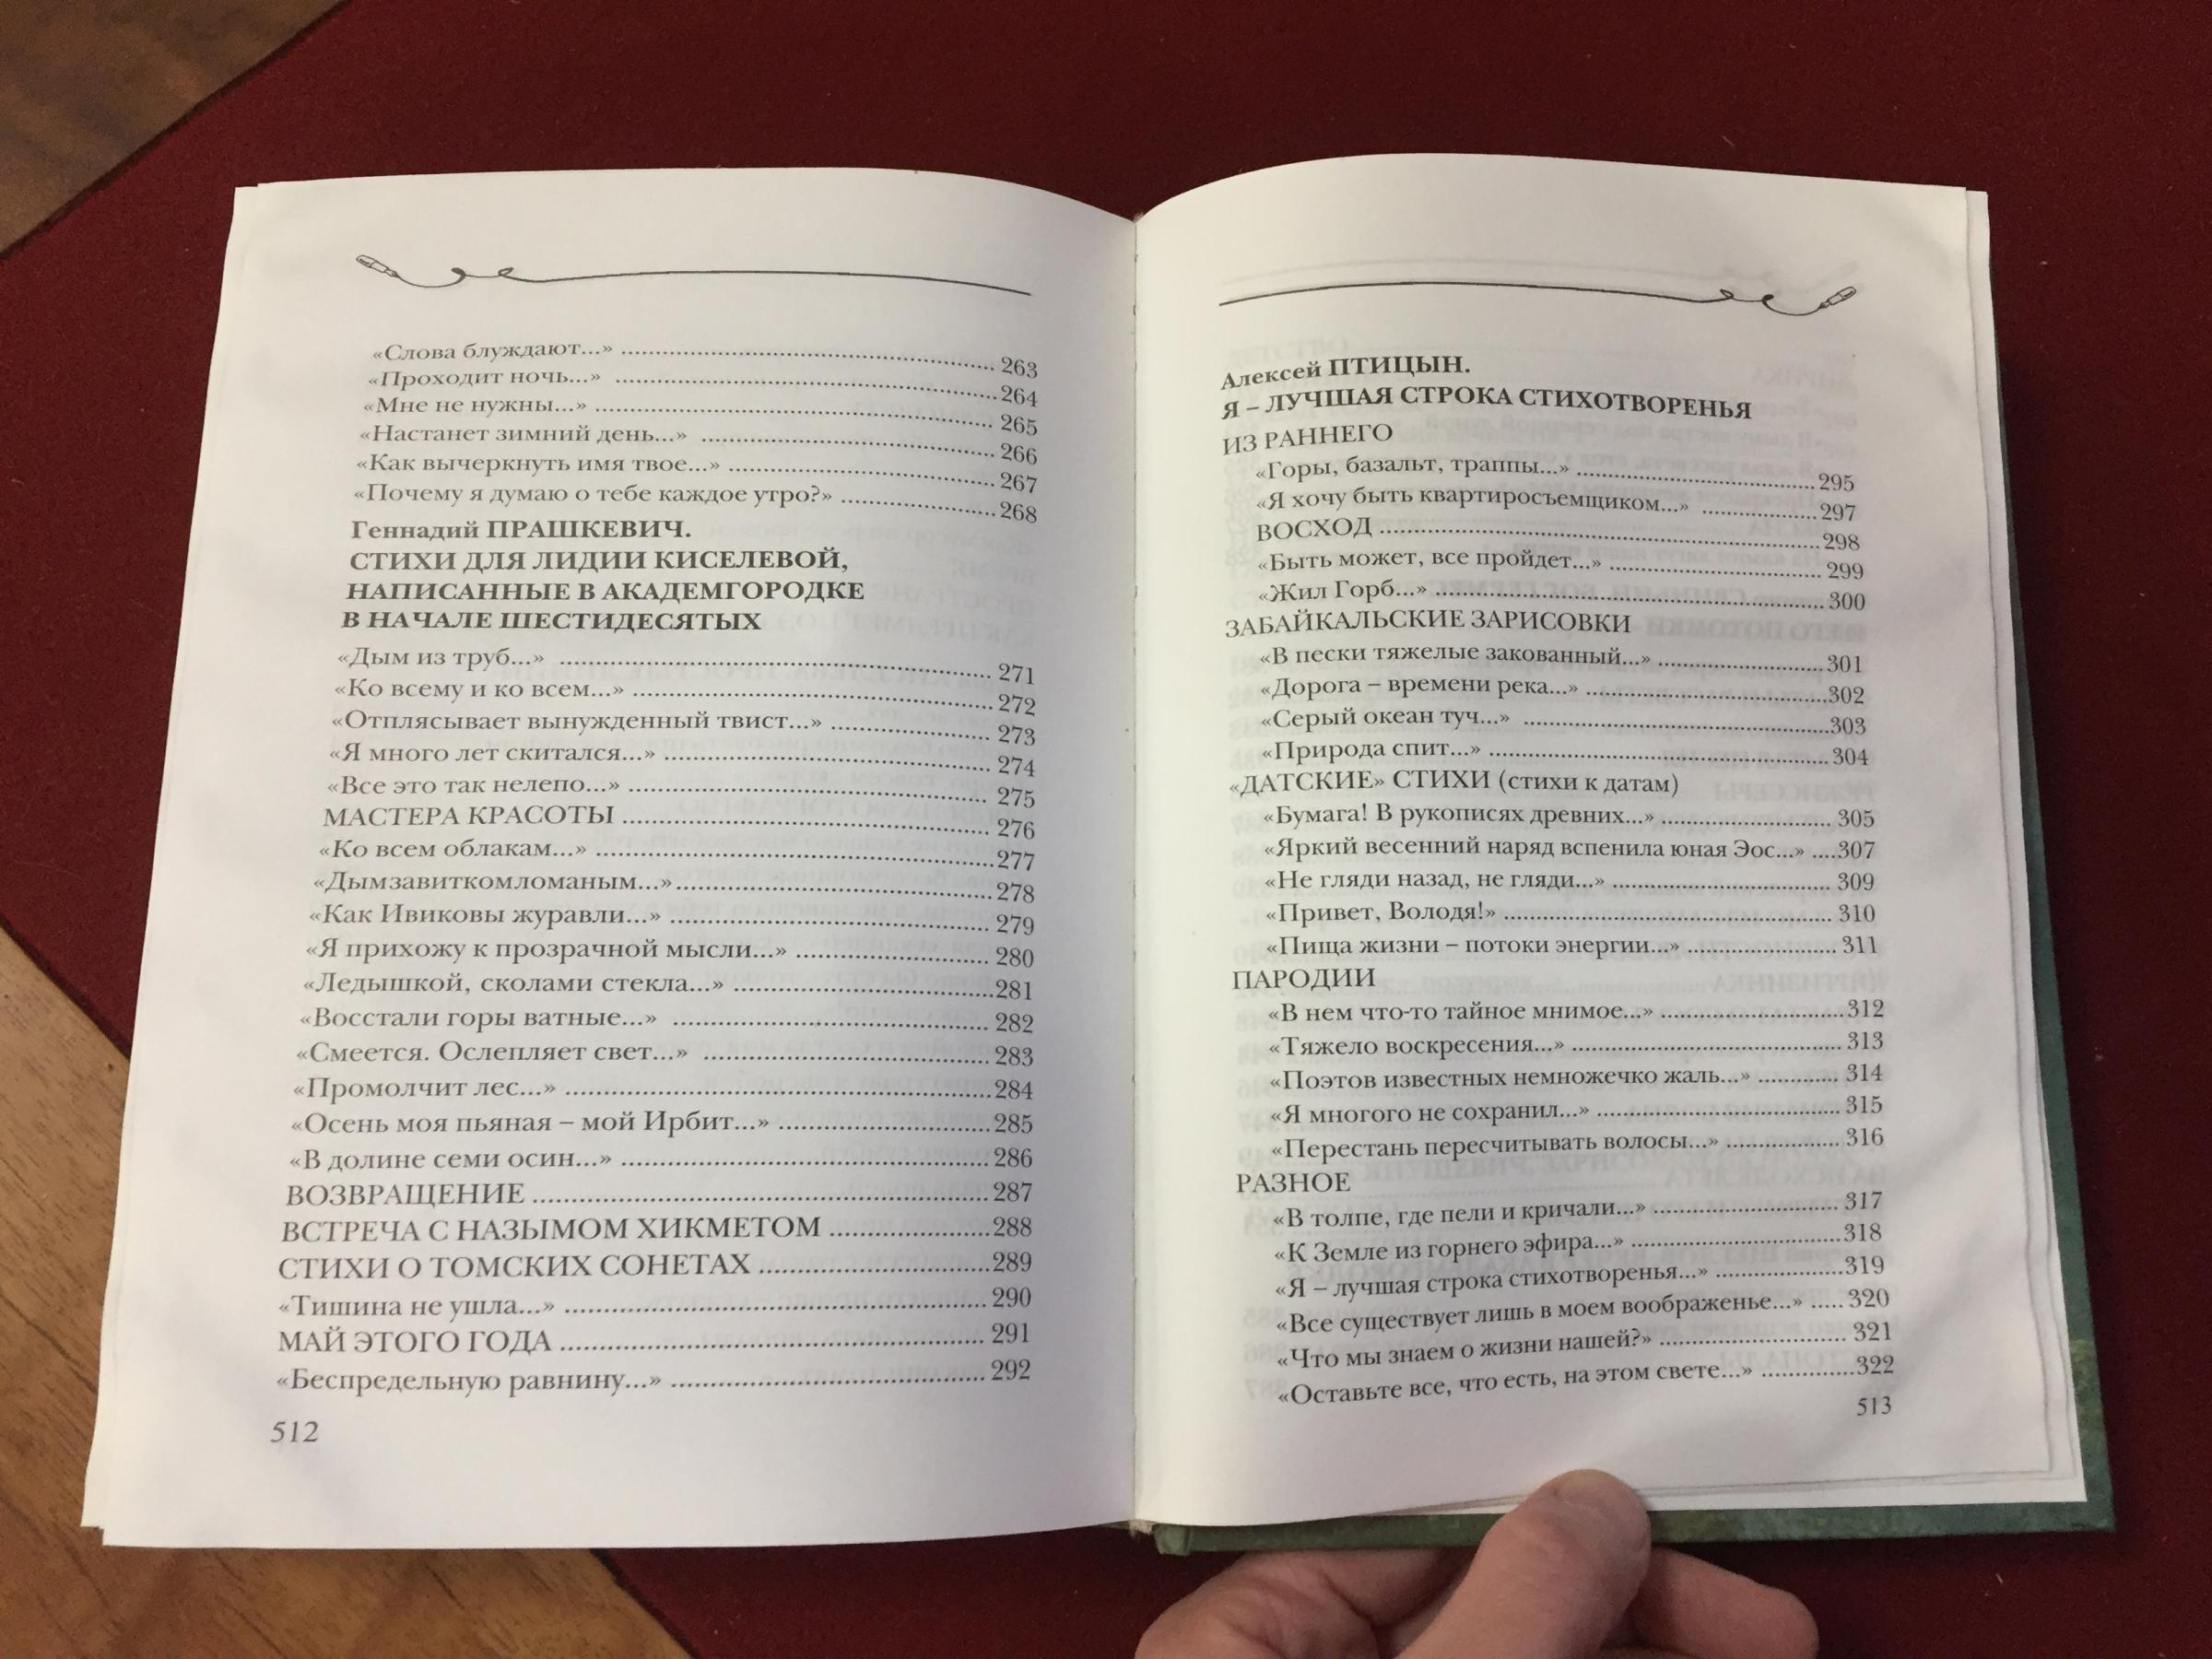 «Слова блуждают...» 263
«Проходит ночь...» 264
«Мне не нужны...» 265
«Настанет зимний день...» 266
«Как вычеркнуть имя твое...» 267
«Почему я думаю о тебе каждое утро?» 268
Геннадий ПРАШКЕВИЧ.
СТИХИ ДЛЯ ЛИДИИ КИСЕЛЕВОЙ,
НАПИСАННЫЕ В АКАДЕМГОРОДКЕ
В НАЧАЛЕ ШЕСТИДЕСЯТЫХ
«Дым из труб...» 271
«Ко всему и ко всем...» 272
«Отплясывает вынужденный твист...» 273
«Я много лет скитался...» 274
«Все это так нелепо...» 275
МАСТЕРА КРАСОТЫ 276
«Ко всем облакам...» 277
«Дымзавиткомломаным...» 278
«Как Ивиковы журавли...» 279
«Я прихожу к прозрачной мысли...» 280
«Ледышкой, сколами стекла...» 281
«Восстали горы ватные...» 282
«Смеется. Ослепляет свет...» 283
«Промолчит лес...» 284
«Осень моя пьяная – мой Ирбит...» 285
«В долине семи осин...» 286
ВОЗВРАЩЕНИЕ 287
ВСТРЕЧА С НАЗЫМОМ ХИКМЕТОМ 288
СТИХИ О ТОМСКИХ СОНЕТАХ 289
«Тишина не ушла...» 290
МАЙ ЭТОГО ГОДА 291
«Беспредельную равнину...» 292
512
Алексей ПТИЦЫН.
Я – ЛУЧШАЯ СТРОКА СТИХОТВОРЕНЬЯ
ИЗ РАННЕГО
«Горы, базальт, траппы...» 295
«Я хочу быть квартиросъемщиком...» 297
ВОСХОД 298
«Быть может, все пройдет...» 299
«Жил Горб...» 300
ЗАБАЙКАЛЬСКИЕ ЗАРИСОВКИ
«В пески тяжелые закованный...» 301
«Дорога – времени река...» 302
«Серый океан туч...» 303
«Природа спит...» 304
«ДАТСКИЕ» СТИХИ (стихи к датам)
«Бумага! В рукописях древних...» 305
«Яркий весенний наряд вспенила юная Эос...» 307
«Не гляди назад, не гляди...» 309
«Привет, Володя!» 310
«Пища жизни – потоки энергии...» 311
ПАРОДИИ
«В нем что-то тайное мнимое...» 312
«Тяжело воскресения...» 313
«Поэтов известных немножечко жаль...» 314
«Я многого не сохранил...» 315
«Перестань пересчитывать волосы...» 316
РАЗНОЕ
«В толпе, где пели и кричали...» 317
«К Земле из горнего эфира...» 318
«Я – лучшая строка стихотворенья...» 319
«Все существует лишь в моем воображенье...» 320
«Что мы знаем о жизни нашей?» 321
«Оставьте все, что есть, на этом свете...» 322
513